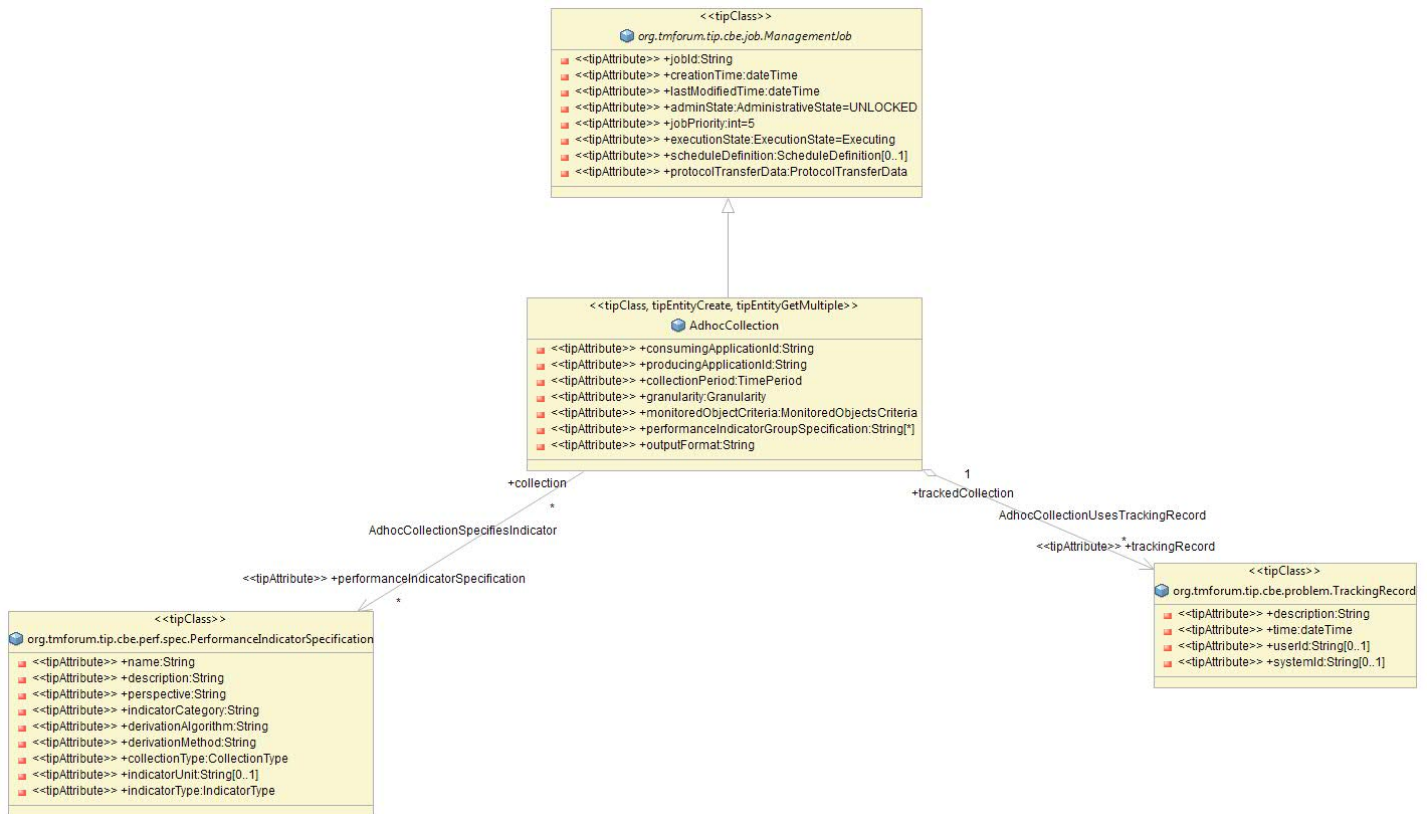 <<tipClass>>
org.tmforum.tip.cbe.job.ManagementJob
<<tipAttribute>> +jobId:String
<<tipAttribute>> +creationTime:dateTime
<<tipAttribute>> +lastModifiedTime:dateTime
<<tipAttribute>> +adminState:AdministrativeState=UNLOCKED
<<tipAttribute>> +jobPriority:int=5
<<tipAttribute>> +executionState:ExecutionState=Executing
<<tipAttribute>> +scheduleDefinition:ScheduleDefinition[0..1]
<<tipAttribute>> +protocolTransferData:ProtocolTransferData
<<tipClass, tipEntityCreate, tipEntityGetMultiple>>
AdhocCollection
<<tipAttribute>> +consumingApplicationId:String
<<tipAttribute>> +producingApplicationId:String
<<tipAttribute>> +collectionPeriod:TimePeriod
<<tipAttribute>> +granularity:Granularity
<<tipAttribute>> +monitoredObjectCriteria:MonitoredObjectsCriteria
<<tipAttribute>> +performanceIndicatorGroupSpecification:String[*]
<<tipAttribute>> +outputFormat:String
+collection
*
AdhocCollectionSpecifiesIndicator
<<tipAttribute>> +performanceIndicatorSpecification
*
1
+trackedCollection
AdhocCollectionUsesTrackingRecord
*
<<tipAttribute>> +trackingRecord
<<tipClass>>
org.tmforum.tip.cbe.problem.TrackingRecord
<<tipAttribute>> +description:String
<<tipAttribute>> +time:dateTime
<<tipAttribute>> +userId:String[0..1]
<<tipAttribute>> +systemId:String[0..1]
<<tipClass>>
org.tmforum.tip.cbe.perf.spec.PerformanceIndicatorSpecification
<<tipAttribute>> +name:String
<<tipAttribute>> +description:String
<<tipAttribute>> +perspective:String
<<tipAttribute>> +indicatorCategory:String
<<tipAttribute>> +derivationAlgorithm:String
<<tipAttribute>> +derivationMethod:String
<<tipAttribute>> +collectionType:CollectionType
<<tipAttribute>> +indicatorUnit:String[0..1]
<<tipAttribute>> +indicatorType:IndicatorType